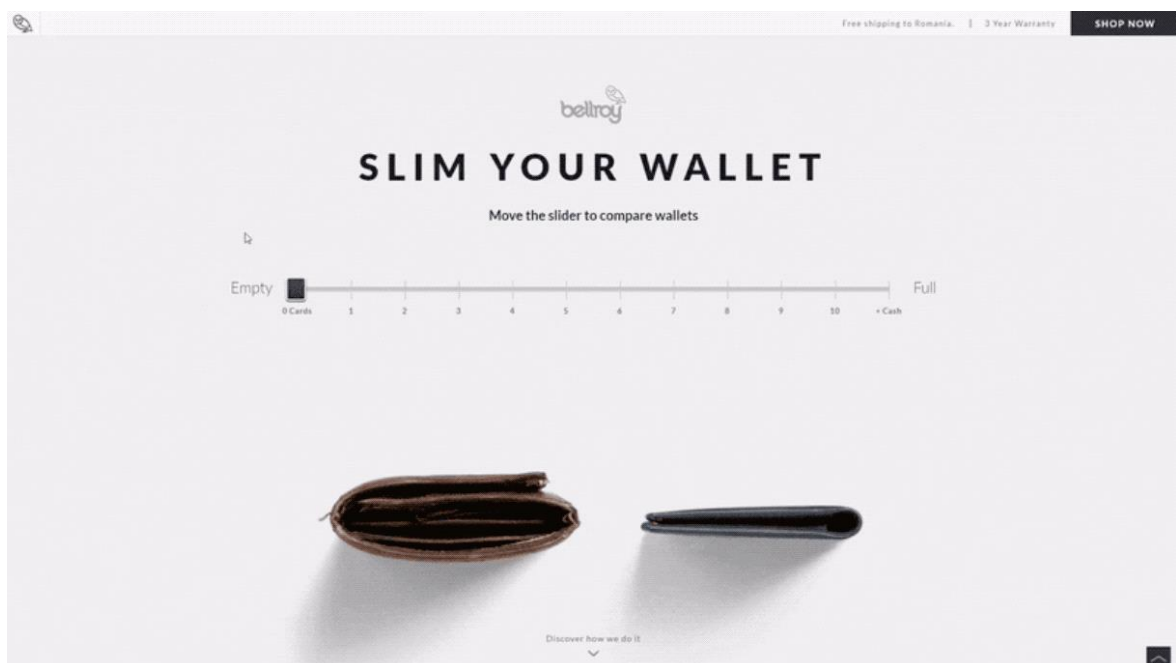 Free shipping to Romania. | 3 Year Warranty SHOP NOW
bellroy
SLIM YOUR WALLET
Move the slider to compare wallets
Empty Full
0 Cards 1 2 3 4 5 6 7 8 9 10 + Cash
Discover how we do it